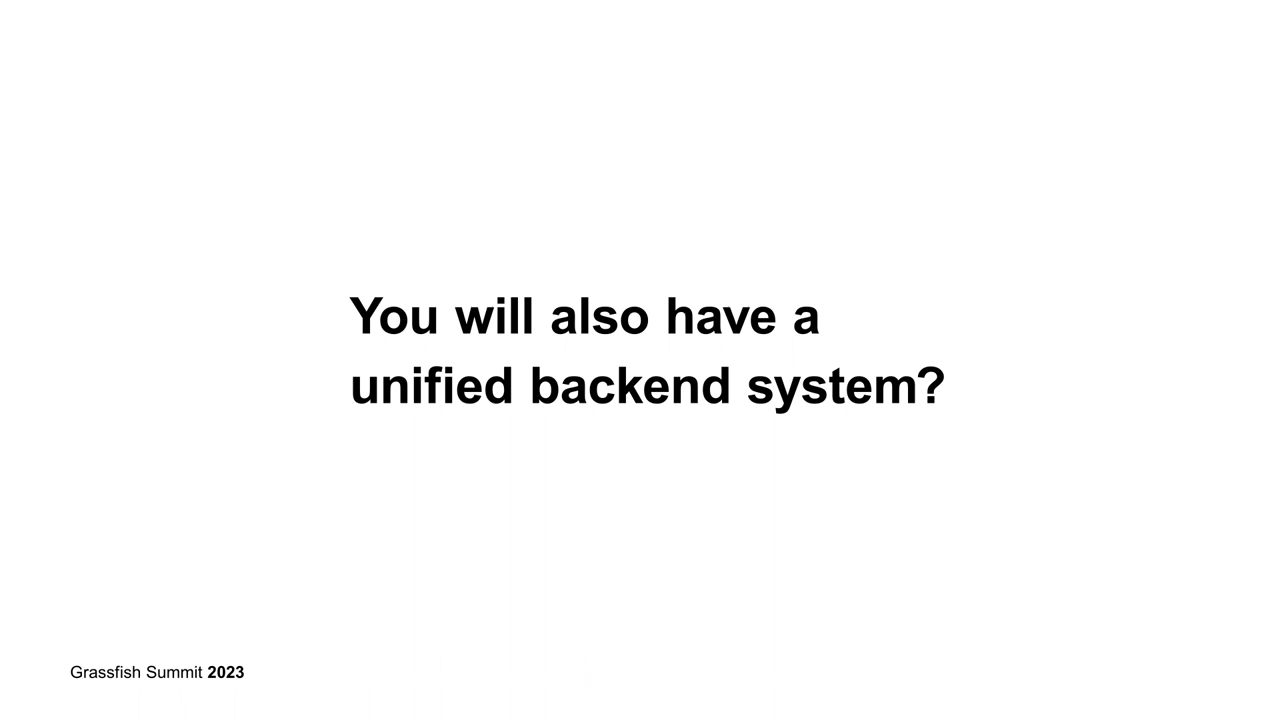 You will also have a
unified backend system?
Grassfish Summit 2023